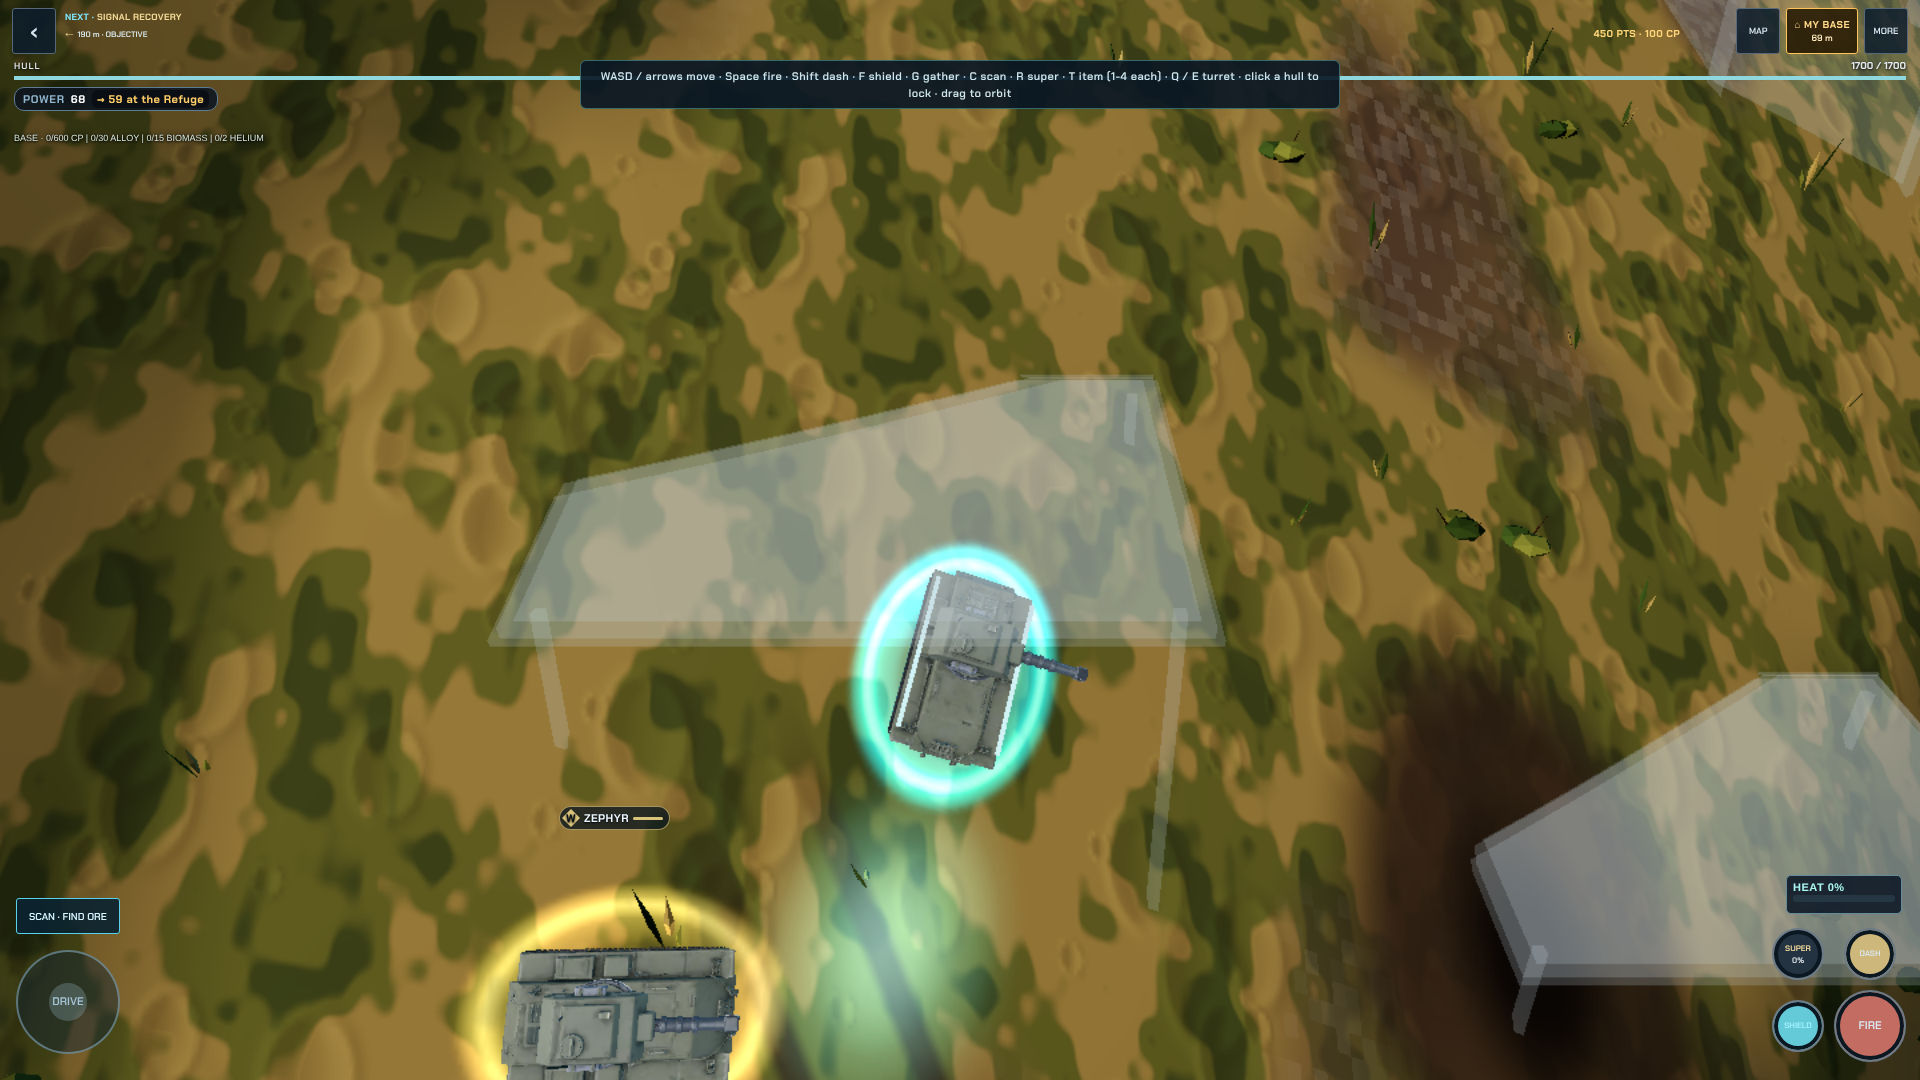 <
NEXT · SIGNAL RECOVERY
← 190 m · OBJECTIVE
450 PTS · 100 CP
MAP
⌂ MY BASE
69 m
MORE
HULL
1700 / 1700
WASD / arrows move · Space fire · Shift dash · F shield · G gather · C scan · R super · T item (1-4 each) · Q / E turret · click a hull to
lock · drag to orbit
POWER 68 → 59 at the Refuge
BASE · 0/600 CP | 0/30 ALLOY | 0/15 BIOMASS | 0/2 HELIUM
W ZEPHYR
SCAN · FIND ORE
DRIVE
HEAT 0%
SUPER
0%
DASH
SHIELD
FIRE